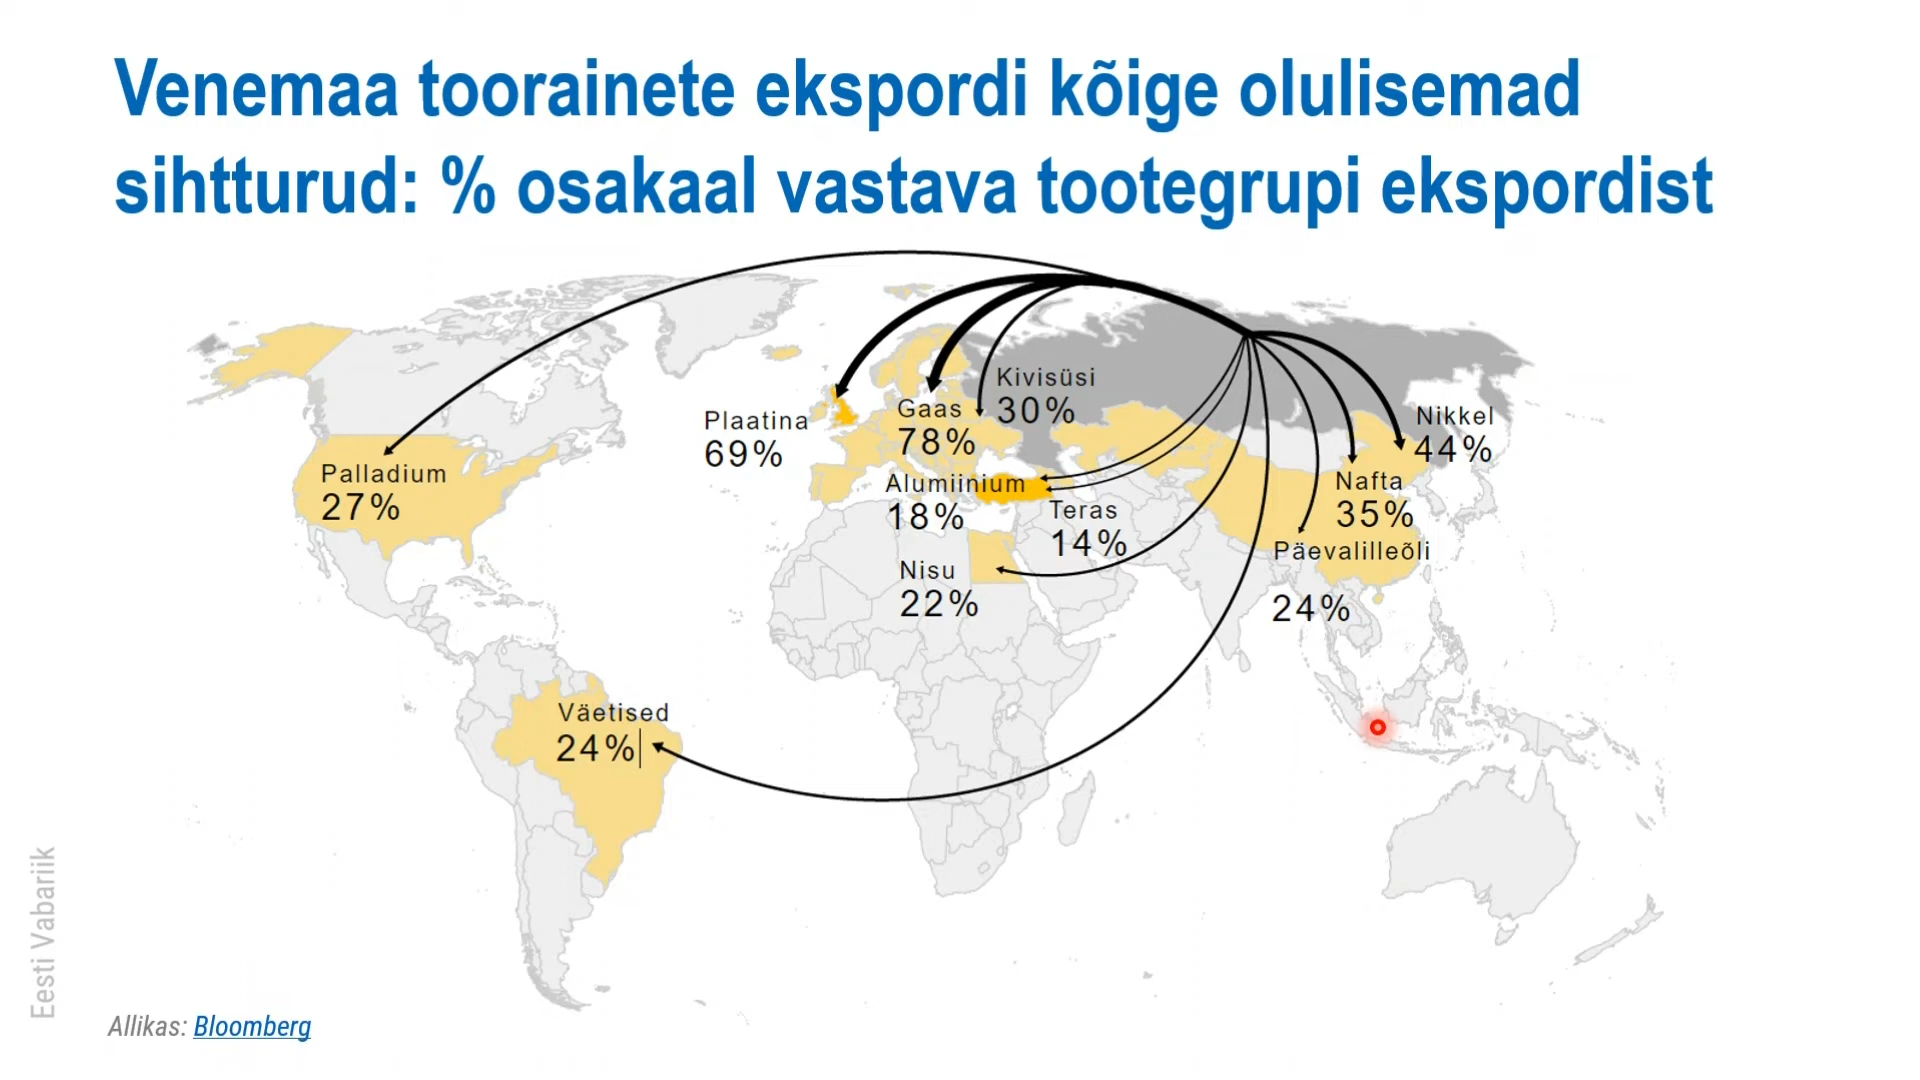 Venemaa toorainete ekspordi kõige olulisemad
sihtturud: % osakaal vastava tootegrupi ekspordist
Kivisüsi
30%
Gaas
78%
Plaatina
69%
Nikkel
44%
Palladium
27%
Alumiinium
18%
Nafta
35%
Teras
14%
Päevalilleõli
24%
Nisu
22%
Väetised
24%
Eesti Vabariik
Allikas: Bloomberg